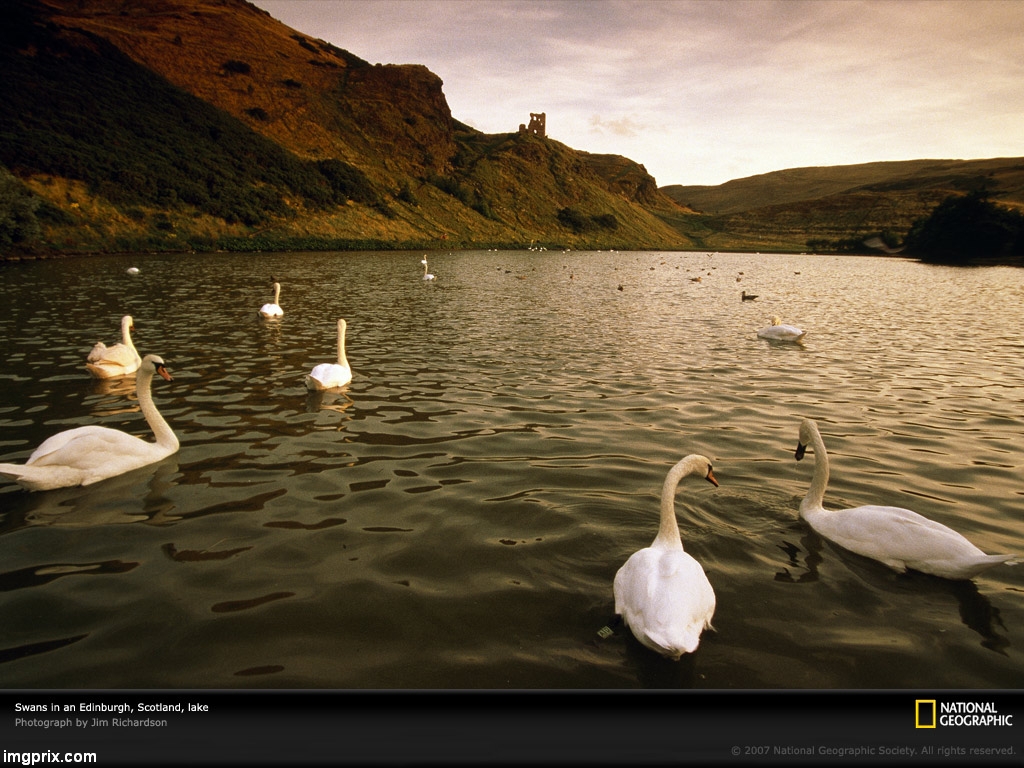 Swans in an Edinburgh, Scotland, lake
Photograph by Jim Richardson
NATIONAL
GEOGRAPHIC
© 2007 National Geographic Society. All rights reserved.
imgprix.com